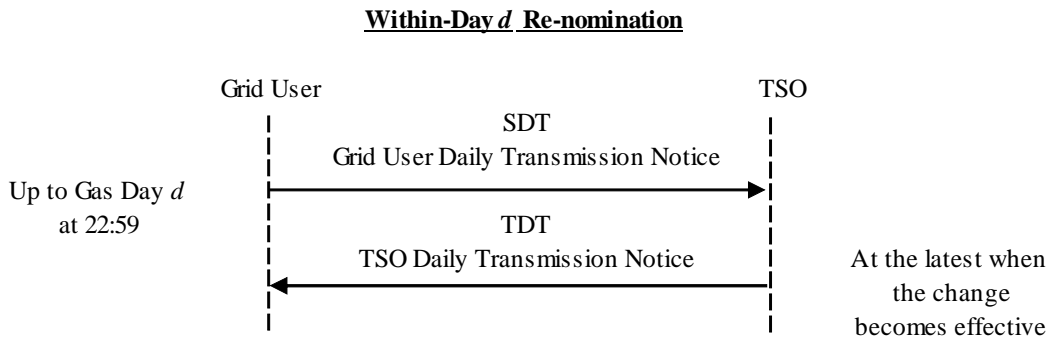 Within-Day d Re-nomination
Grid User
TSO
SDT
Grid User Daily Transmission Notice
Up to Gas Day d
at 22:59
TDT
TSO Daily Transmission Notice
At the latest when
the change
becomes effective